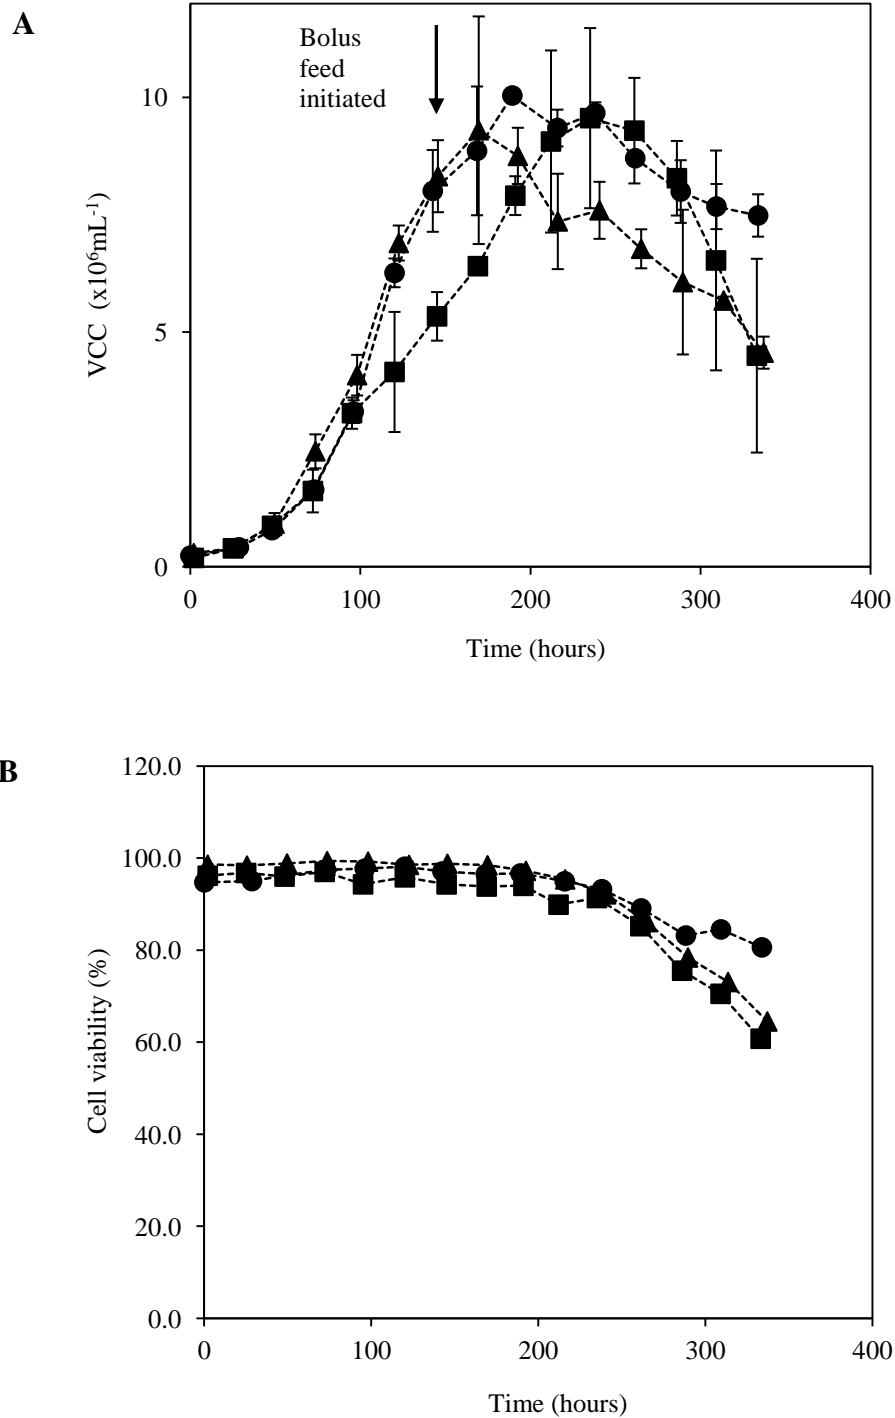 A
Bolus
feed
initiated
10
5
0
VCC (x10⁶mL⁻¹)
0 100 200 300 400
Time (hours)
B
120.0
100.0
80.0
60.0
40.0
20.0
0.0
Cell viability (%)
0 100 200 300 400
Time (hours)